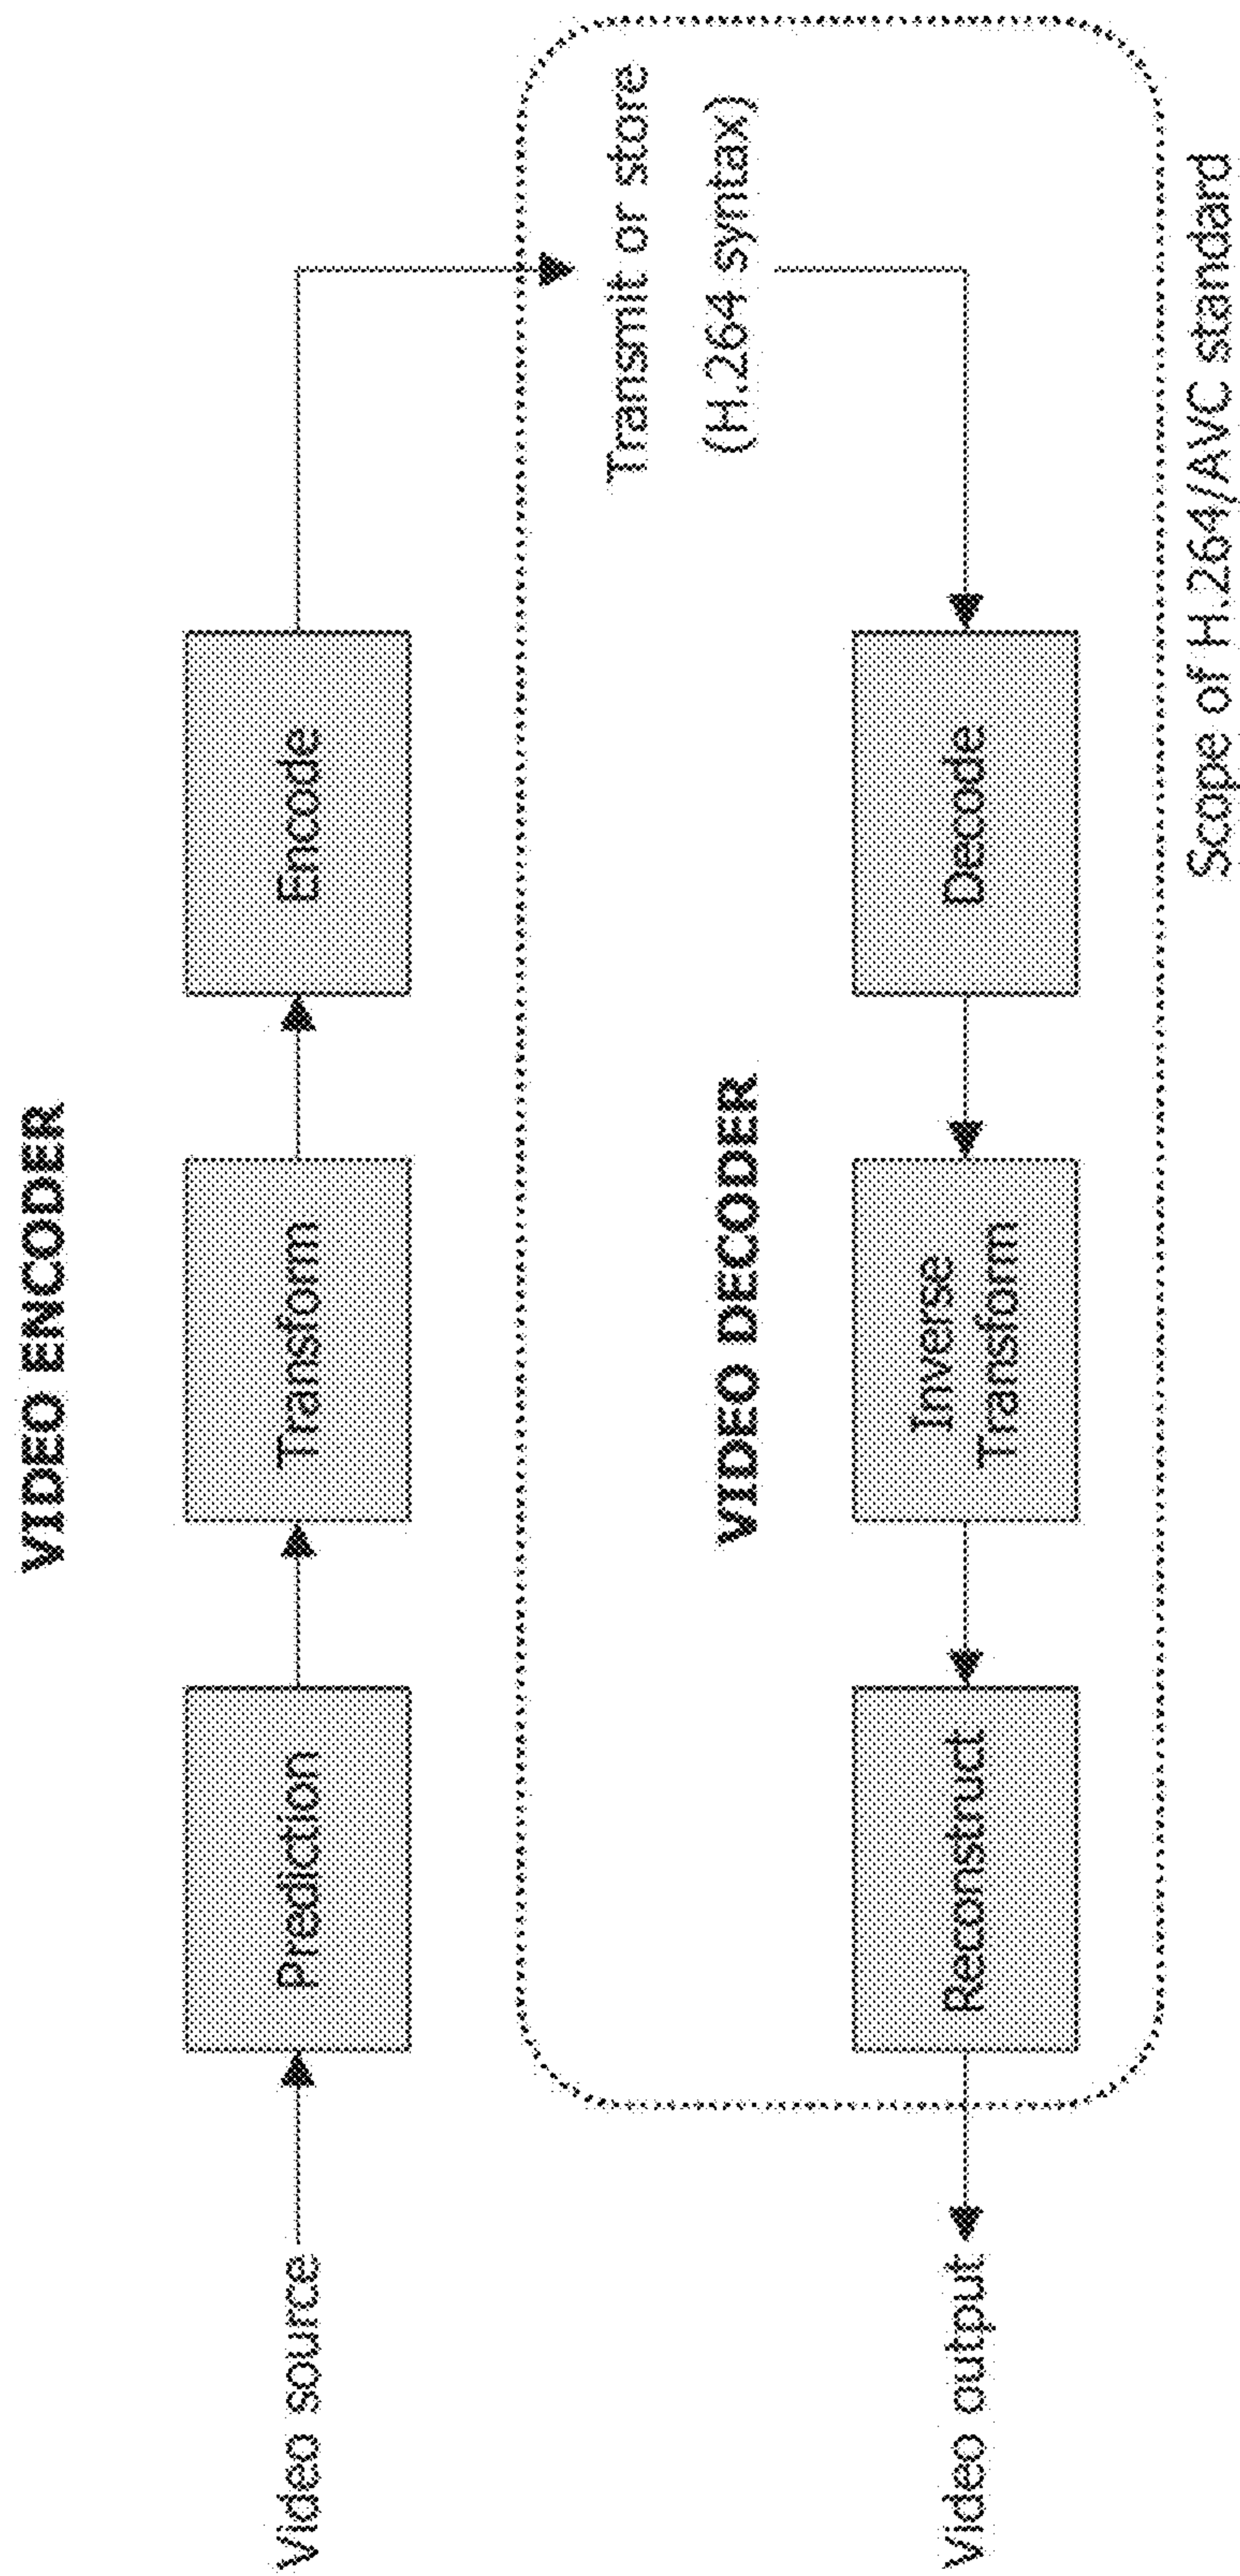 VIDEO ENCODER
Video source
Prediction
Transform
Encode
Transmit or store
(H.264 syntax)
VIDEO DECODER
Video output
Reconstruct
Inverse
Transform
Decode
Scope of H.264/AVC standard